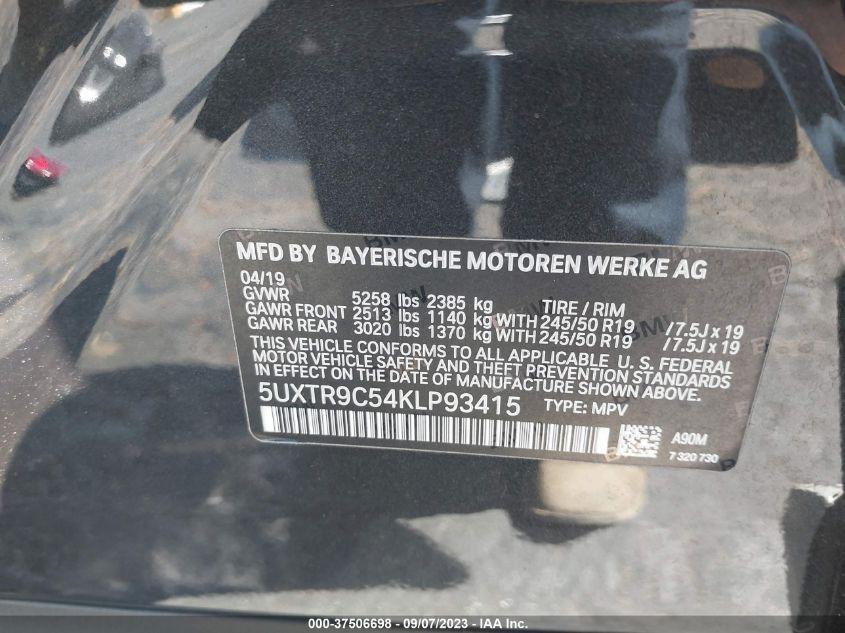 MFD BY BAYERISCHE MOTOREN WERKE AG
04/19
GVWR 5258 lbs 2385 kg TIRE / RIM
GAWR FRONT 2513 lbs 1140 kg WITH 245/50 R19 / 7.5J x 19
GAWR REAR 3020 lbs 1370 kg WITH 245/50 R19 / 7.5J x 19
THIS VEHICLE CONFORMS TO ALL APPLICABLE U. S. FEDERAL
MOTOR VEHICLE SAFETY AND THEFT PREVENTION STANDARDS
IN EFFECT ON THE DATE OF MANUFACTURE SHOWN ABOVE.
5UXTR9C54KLP93415 TYPE: MPV
A90M
7 320 730
000-37506698 - 09/07/2023 - IAA Inc.